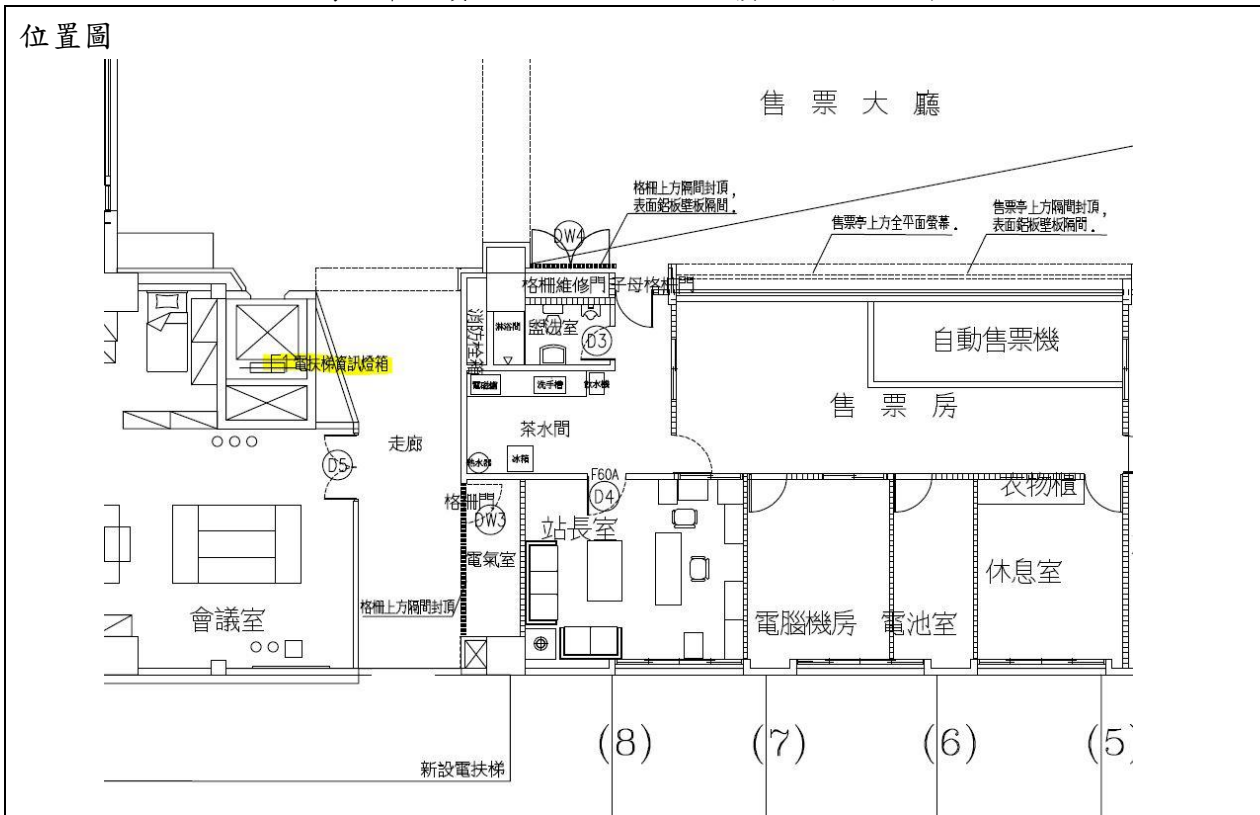 位置圖
售票大廳
格柵上方隔間封頂，
表面鋁板壁板隔間．
售票亭上方全平面螢幕．
售票亭上方隔間封頂，
表面鋁板壁板隔間．
DW4
格柵維修門
子母格柵門
消防栓箱
淋浴間
盥洗室
D3
自動售票機
E1電扶梯資訊燈箱
電磁爐
洗手檯
飲水機
售票房
走廊
茶水間
D5
熱水器
冰箱
F60A
D4
衣物櫃
格柵門
DW3
站長室
電氣室
休息室
格柵上方隔間封頂
會議室
電腦機房
電池室
(8)
(7)
(6)
(5)
新設電扶梯